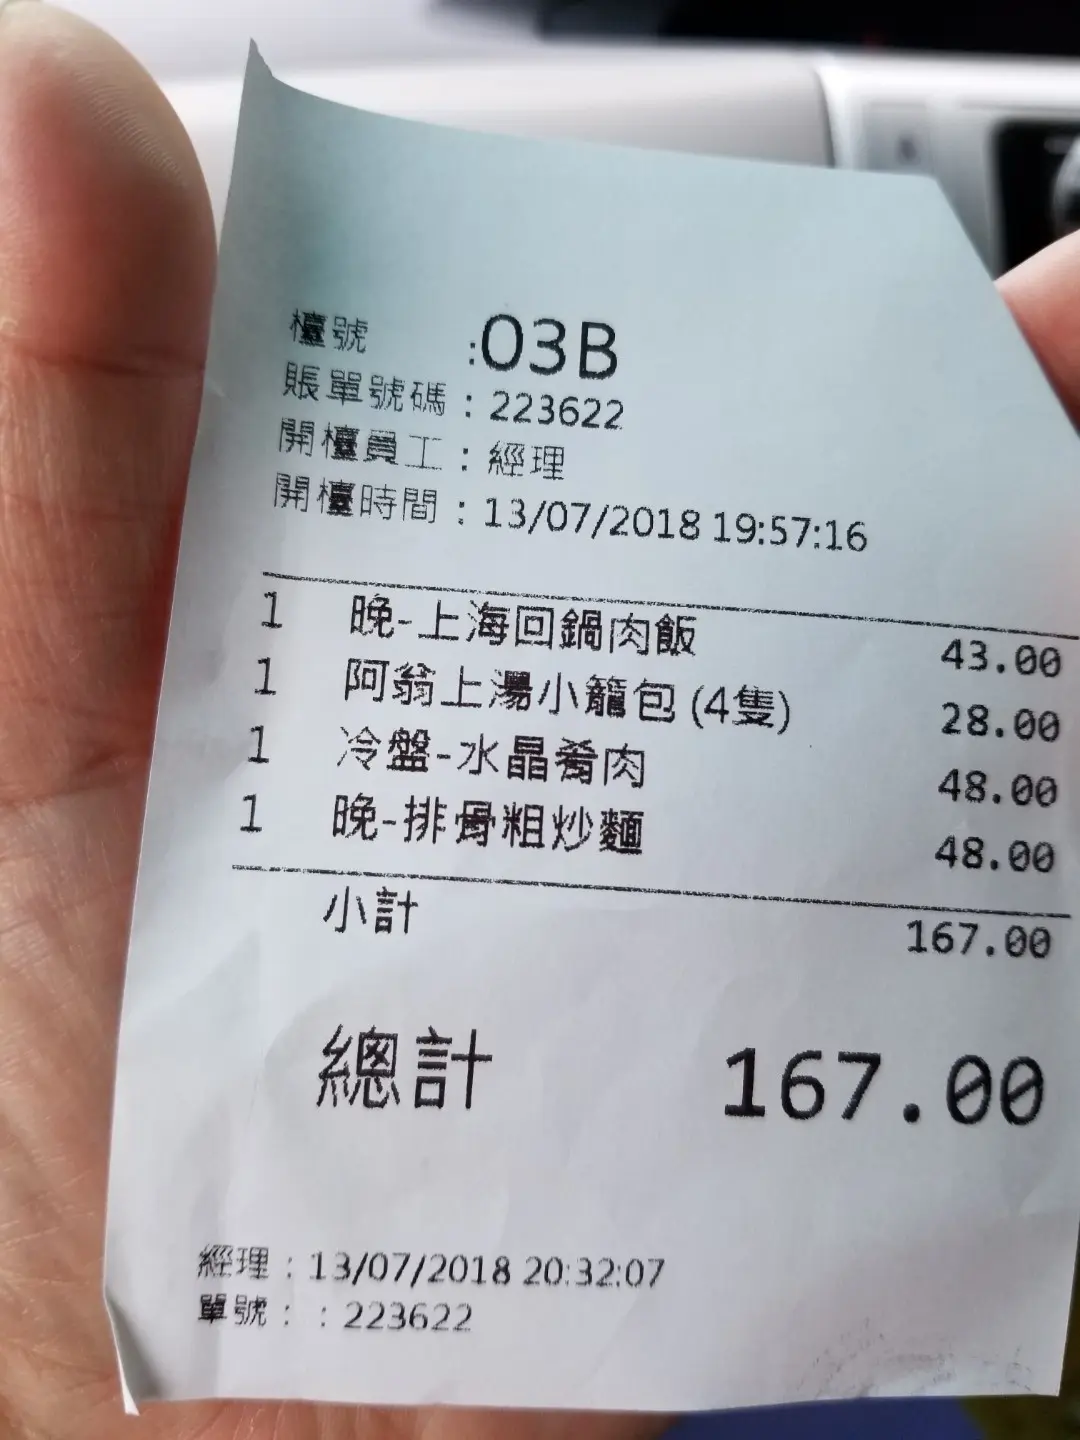 檯號 :03B
賬單號碼：223622
開檯員工：經理
開檯時間：13/07/2018 19:57:16
1 晚-上海回鍋肉飯 43.00
1 阿翁上湯小籠包 (4隻) 28.00
1 冷盤-水晶肴肉 48.00
1 晚-排骨粗炒麵 48.00
小計 167.00
總計 167.00
經理：13/07/2018 20:32:07
單號：：223622